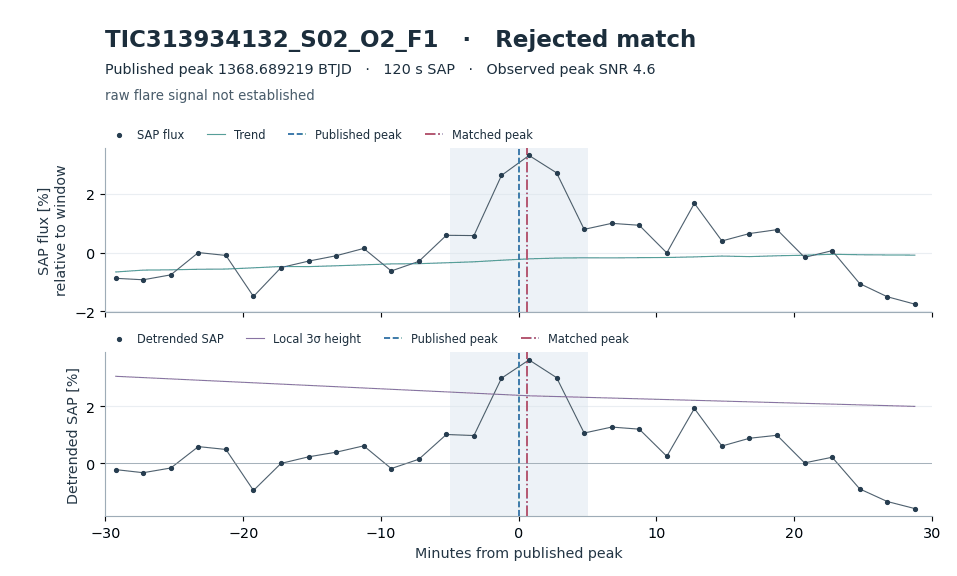 TIC313934132_S02_O2_F1 · Rejected match
Published peak 1368.689219 BTJD · 120 s SAP · Observed peak SNR 4.6
raw flare signal not established
SAP flux Trend Published peak Matched peak
SAP flux [%]
relative to window
2
0
−2
Detrended SAP Local 3σ height Published peak Matched peak
Detrended SAP [%]
2
0
−30 −20 −10 0 10 20 30
Minutes from published peak